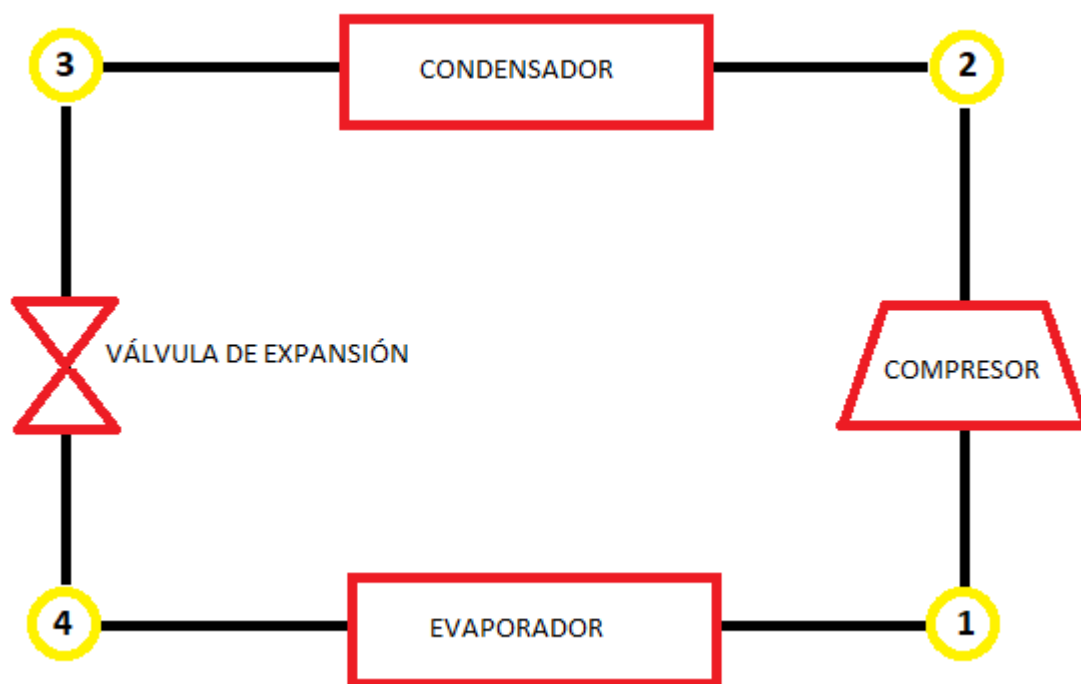 3
CONDENSADOR
2
VÁLVULA DE EXPANSIÓN
COMPRESOR
4
EVAPORADOR
1